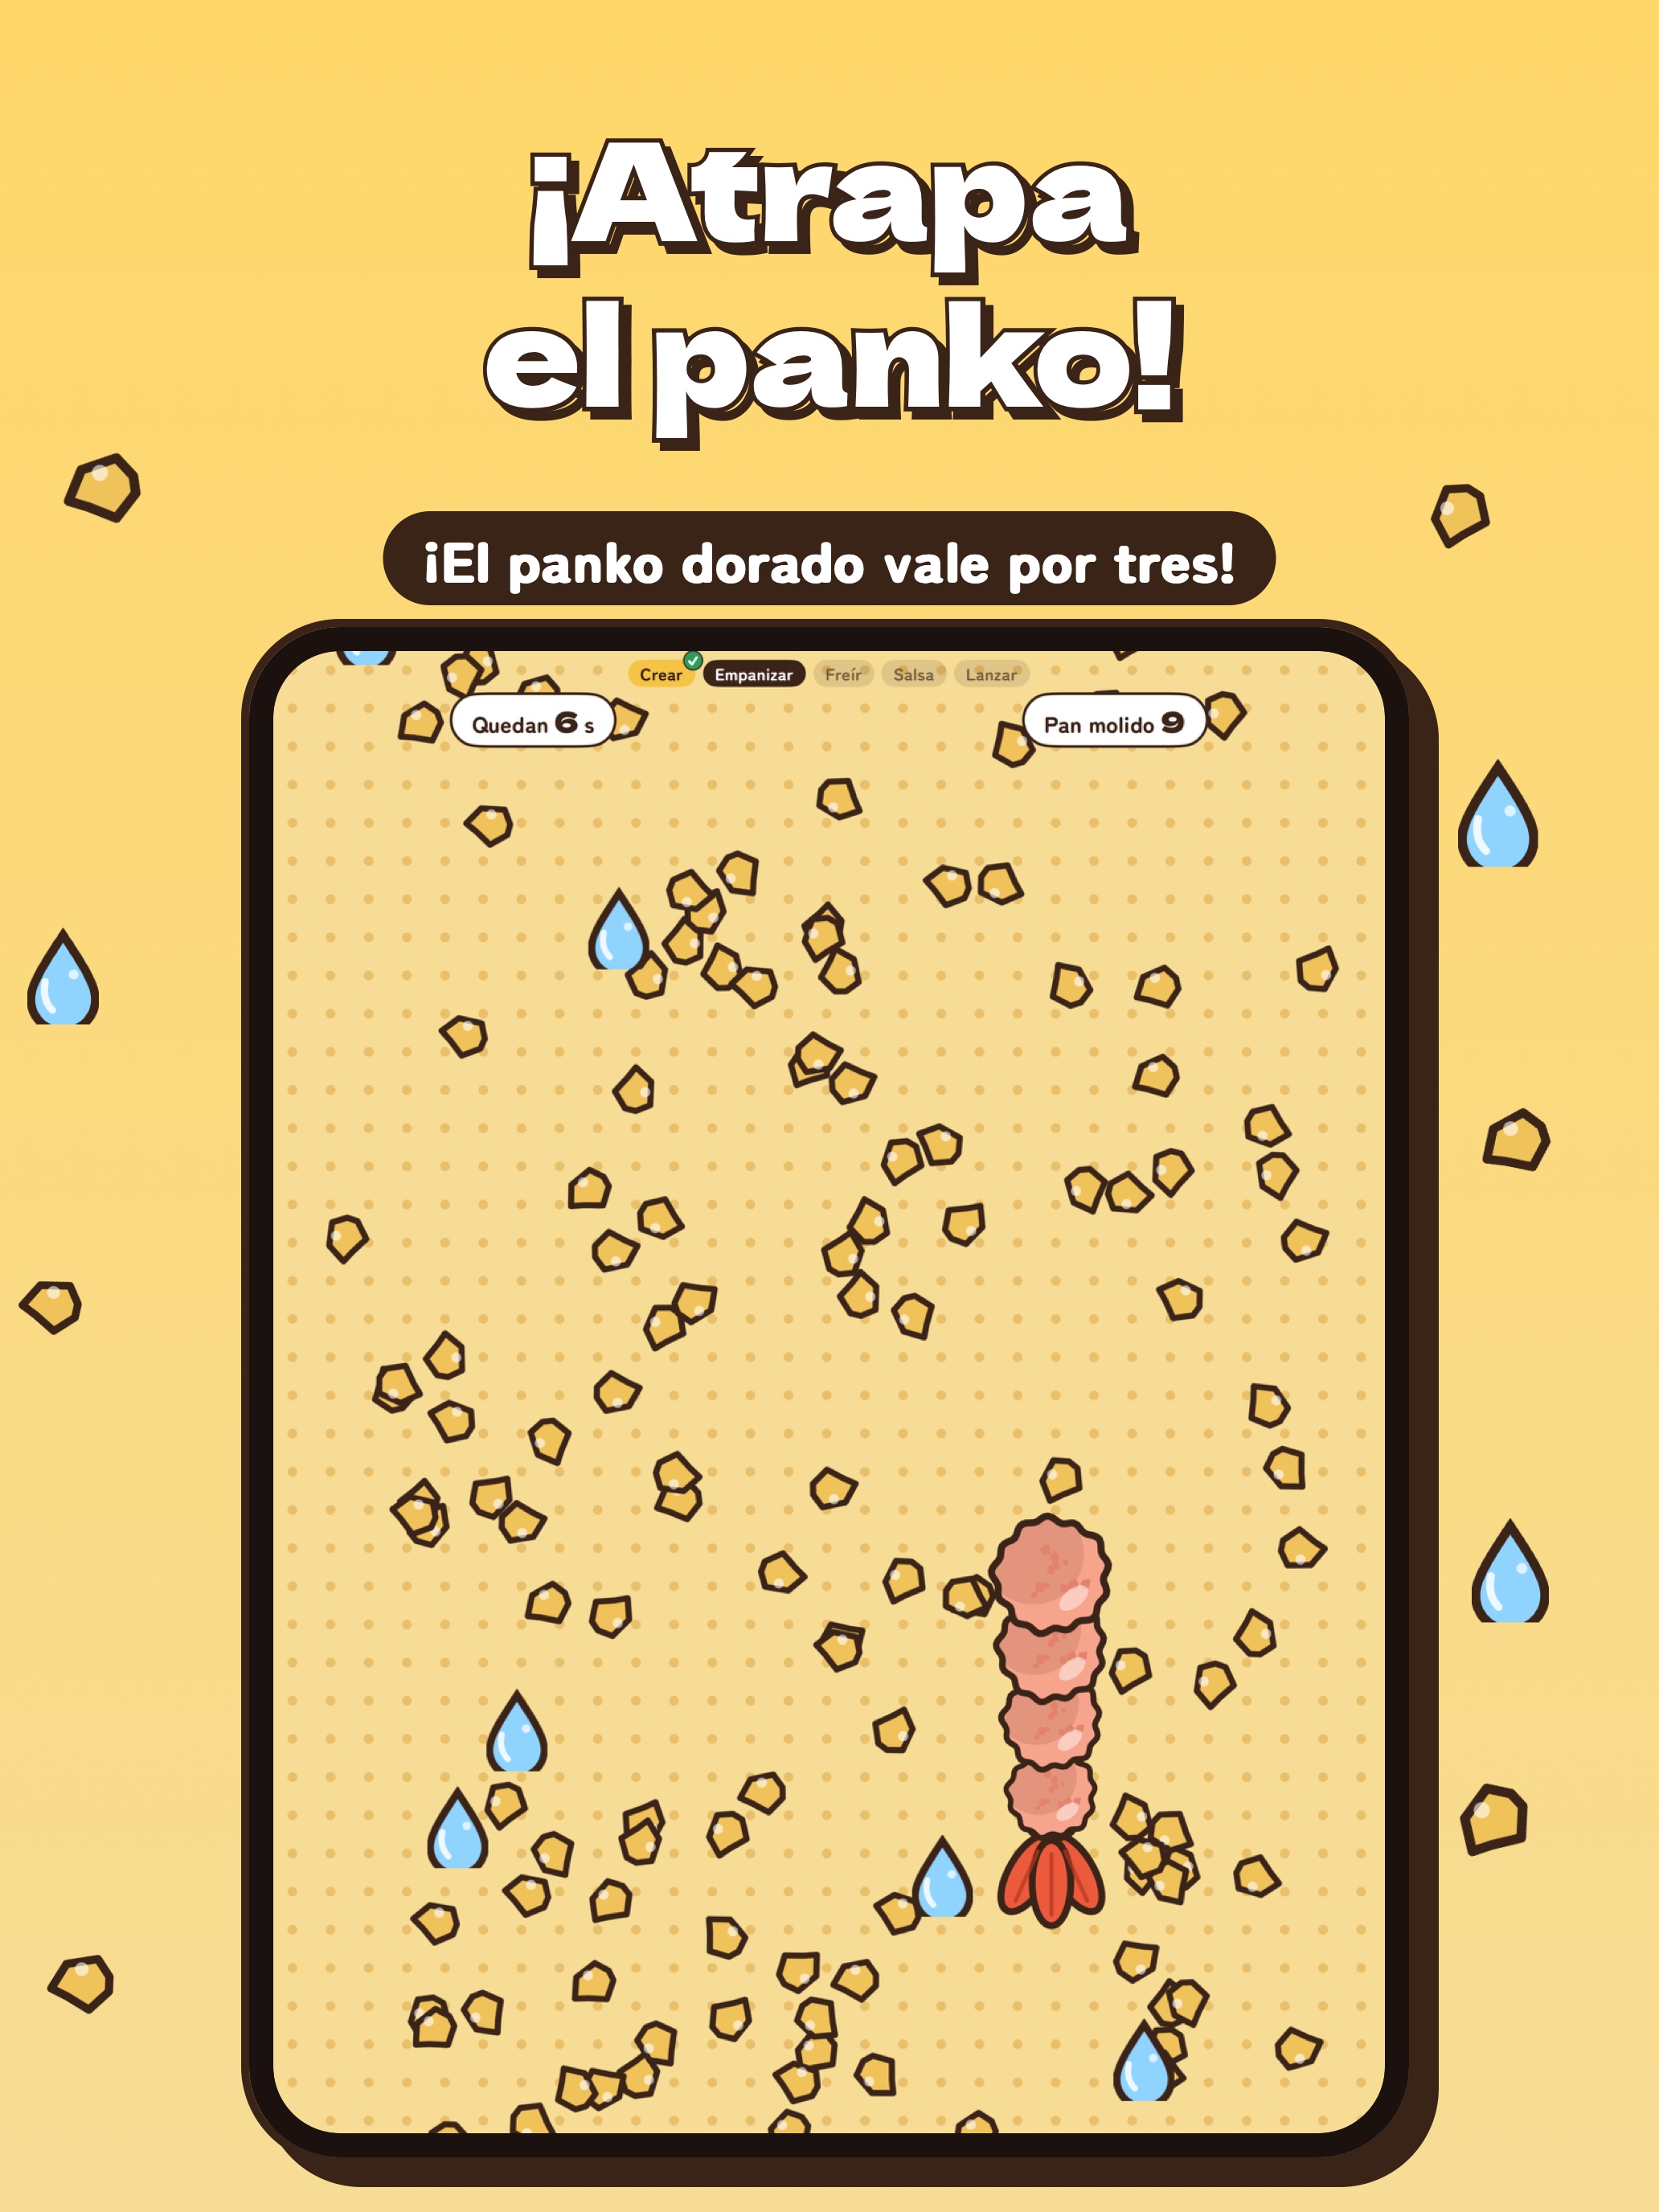 ¡Atrapa
el panko!
¡El panko dorado vale por tres!
Crear Empanizar Freír Salsa Lanzar
Quedan 6 s Pan molido 9